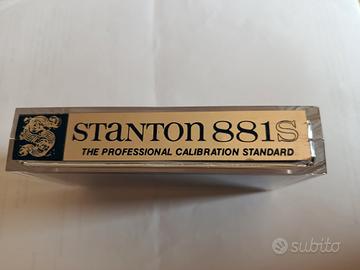 STANTON 881S
THE PROFESSIONAL CALIBRATION STANDARD
subito